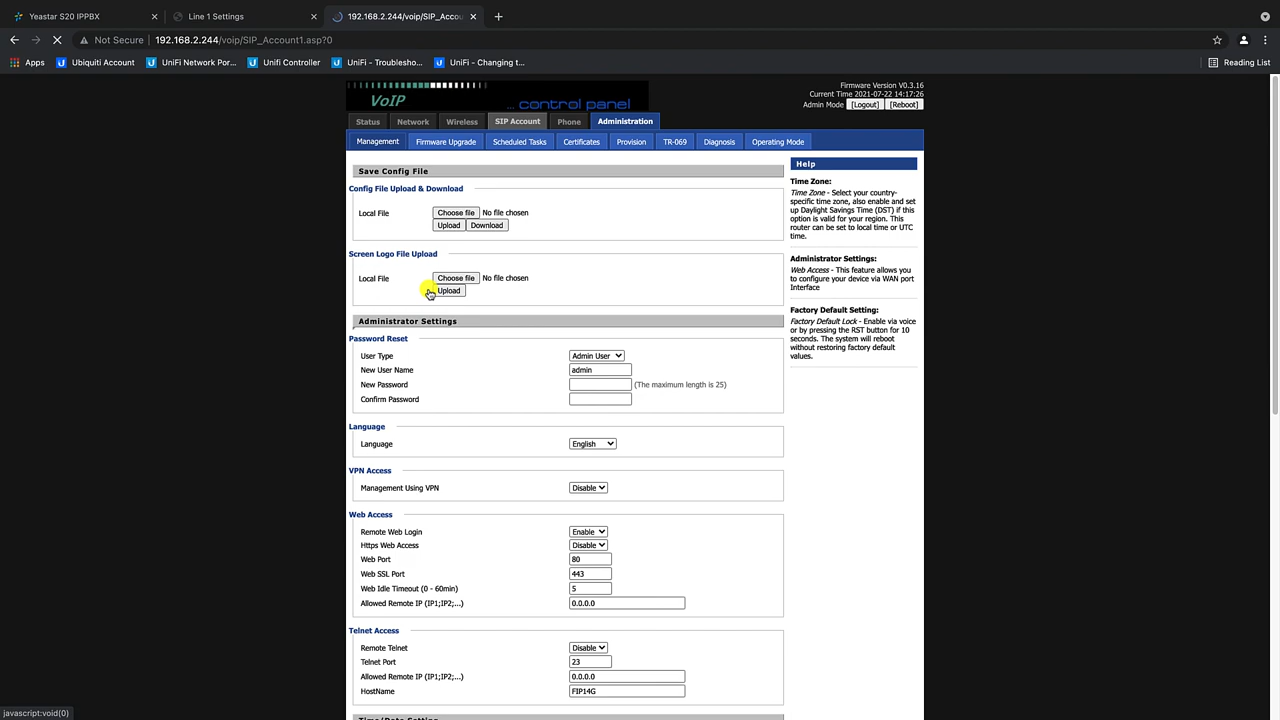 Yeastar S20 IPPBX
Line 1 Settings
192.168.2.244/voip/SIP_Accou
Not Secure 192.168.2.244/voip/SIP_Account1.asp?0
Apps Ubiquiti Account UniFi Network Por... Unifi Controller UniFi - Troublesho... UniFi - Changing t... Reading List
VoIP ... control panel
Firmware Version V0.3.16
Current Time 2021-07-22 14:17:26
Admin Mode [Logout] [Reboot]
Status Network Wireless SIP Account Phone Administration
Management Firmware Upgrade Scheduled Tasks Certificates Provision TR-069 Diagnosis Operating Mode
Save Config File
Config File Upload & Download
Local File Choose file No file chosen
Upload Download
Screen Logo File Upload
Local File Choose file No file chosen
Upload
Administrator Settings
Password Reset
User Type Admin User
New User Name admin
New Password (The maximum length is 25)
Confirm Password
Language
Language English
VPN Access
Management Using VPN Disable
Web Access
Remote Web Login Enable
Https Web Access Disable
Web Port 80
Web SSL Port 443
Web Idle Timeout (0 - 60min) 5
Allowed Remote IP (IP1;IP2;...) 0.0.0.0
Telnet Access
Remote Telnet Disable
Telnet Port 23
Allowed Remote IP (IP1;IP2;...) 0.0.0.0
HostName FIP14G
Time/Date Setting
Help
Time Zone:
Time Zone - Select your country-
specific time zone, also enable and set
up Daylight Savings Time (DST) if this
option is valid for your region. This
router can be set to local time or UTC
time.
Administrator Settings:
Web Access - This feature allows you
to configure your device via WAN port
Interface
Factory Default Setting:
Factory Default Lock - Enable via voice
or by pressing the RST button for 10
seconds. The system will reboot
without restoring factory default
values.
javascript:void(0)